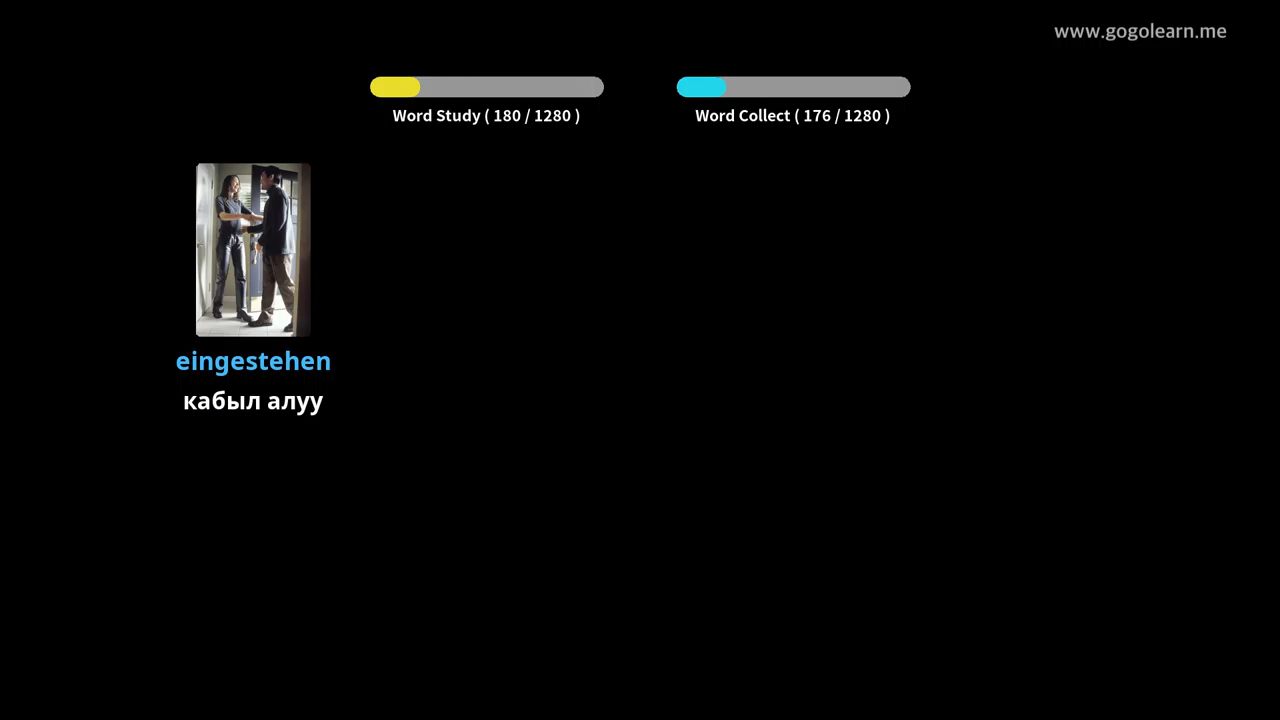 www.gogolearn.me
Word Study ( 180 / 1280 )
Word Collect ( 176 / 1280 )
eingestehen
кабыл алуу